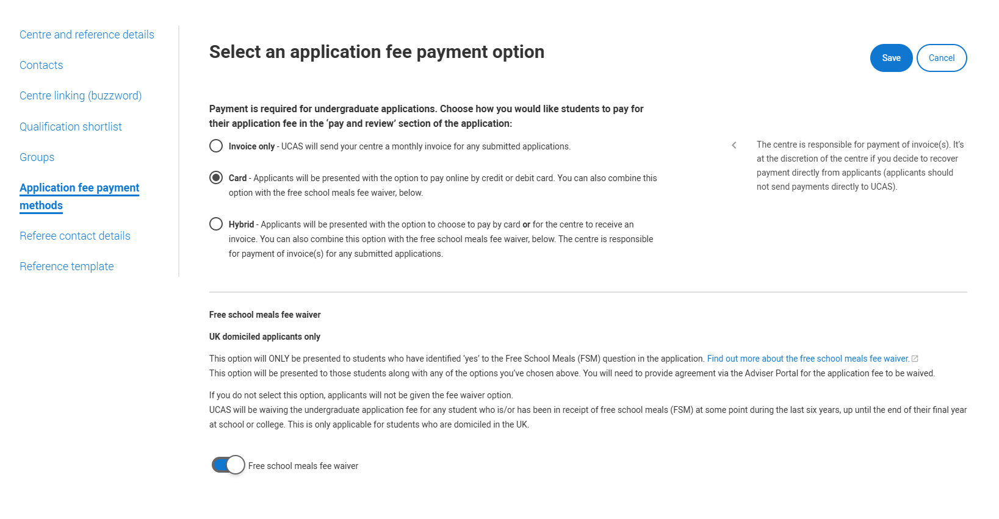 Centre and reference details
Contacts
Centre linking (buzzword)
Qualification shortlist
Groups
Application fee payment
methods
Referee contact details
Reference template
Select an application fee payment option
Save
Cancel
Payment is required for undergraduate applications. Choose how you would like students to pay for
their application fee in the ‘pay and review’ section of the application:
Invoice only - UCAS will send your centre a monthly invoice for any submitted applications.
Card - Applicants will be presented with the option to pay online by credit or debit card. You can also combine this
option with the free school meals fee waiver, below.
Hybrid - Applicants will be presented with the option to choose to pay by card or for the centre to receive an
invoice. You can also combine this option with the free school meals fee waiver, below. The centre is responsible
for payment of invoice(s) for any submitted applications.
The centre is responsible for payment of invoice(s). It’s
at the discretion of the centre if you decide to recover
payment directly from applicants (applicants should
not send payments directly to UCAS).
Free school meals fee waiver
UK domiciled applicants only
This option will ONLY be presented to students who have identified ‘yes’ to the Free School Meals (FSM) question in the application. Find out more about the free school meals fee waiver.
This option will be presented to those students along with any of the options you’ve chosen above. You will need to provide agreement via the Adviser Portal for the application fee to be waived.
If you do not select this option, applicants will not be given the fee waiver option.
UCAS will be waiving the undergraduate application fee for any student who is/or has been in receipt of free school meals (FSM) at some point during the last six years, up until the end of their final year
at school or college. This is only applicable for students who are domiciled in the UK.
Free school meals fee waiver